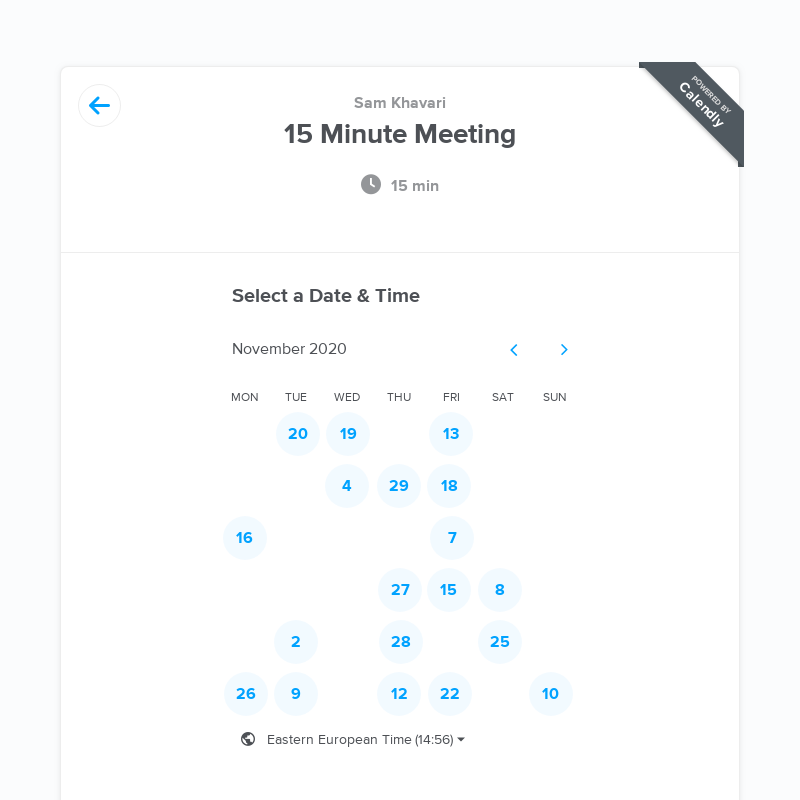 POWERED BY
Calendly
Sam Khavari
15 Minute Meeting
15 min
Select a Date & Time
November 2020
MON TUE WED THU FRI SAT SUN
20 19 13
4 29 18
16 7
27 15 8
2 28 25
26 9 12 22 10
Eastern European Time (14:56)